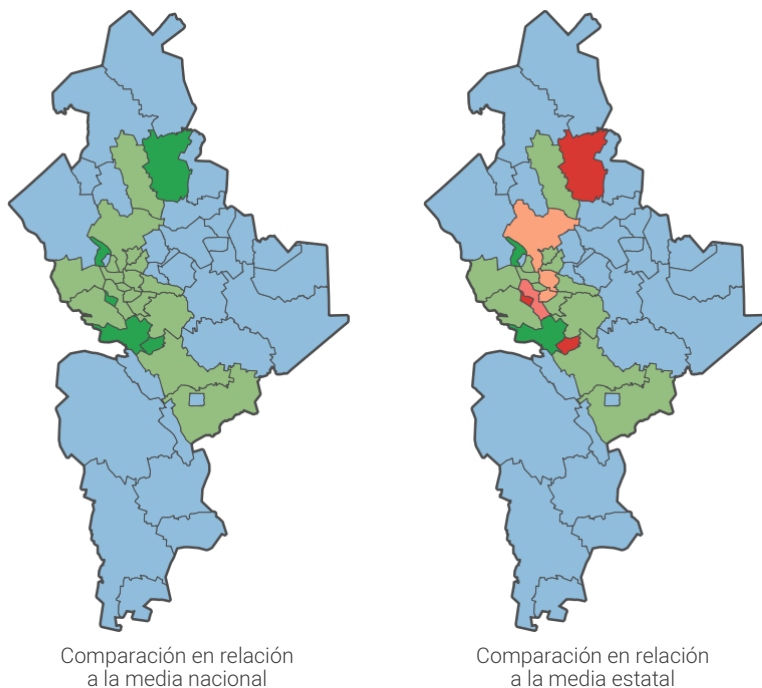 Comparación en relación
a la media nacional
Comparación en relación
a la media estatal